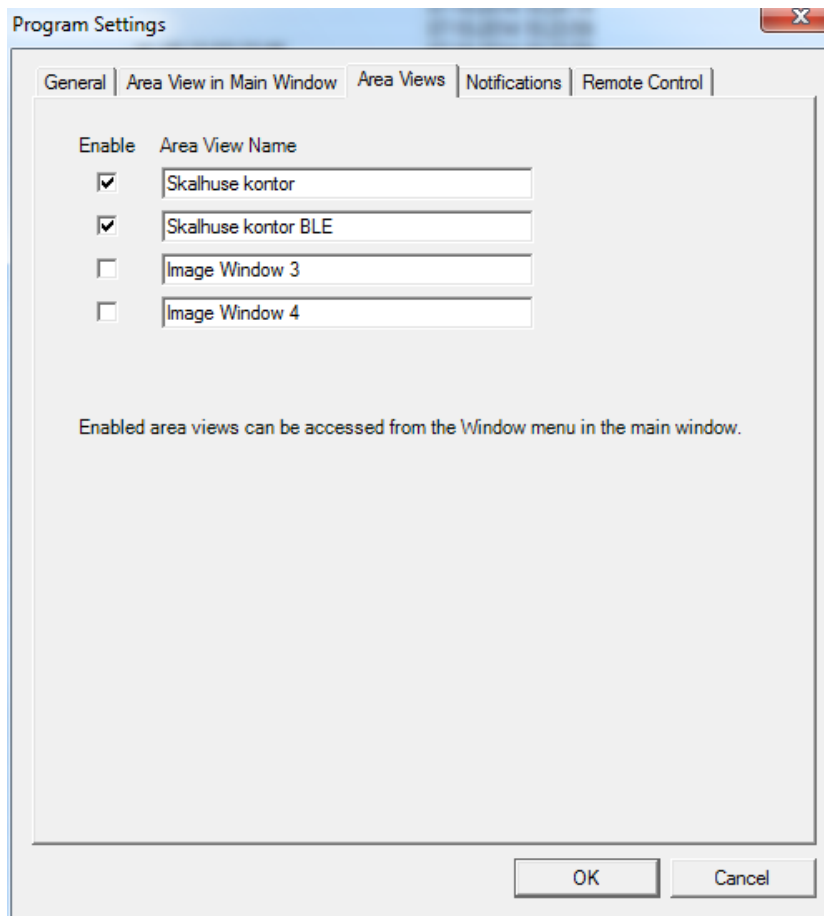 Program Settings
General Area View in Main Window Area Views Notifications Remote Control
Enable Area View Name
Skalhuse kontor
Skalhuse kontor BLE
Image Window 3
Image Window 4
Enabled area views can be accessed from the Window menu in the main window.
OK Cancel